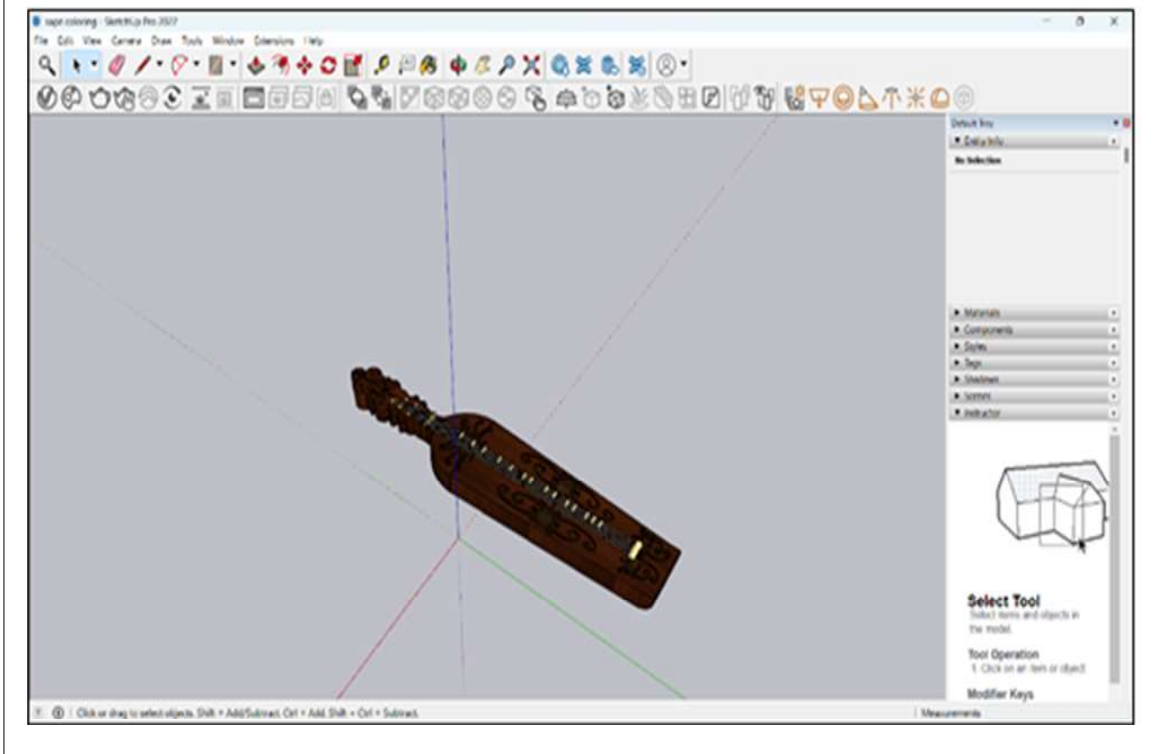 sape coloring - SketchUp Pro 2022
File Edit View Camera Draw Tools Window Extensions Help
Default Tray
Entity Info
No Selection
Materials
Components
Styles
Tags
Shadows
Scenes
Instructor
Select Tool
Select items and objects in
the model.
Tool Operation
1. Click on an item or object.
Modifier Keys
Click or drag to select objects. Shift = Add/Subtract. Ctrl = Add. Shift + Ctrl = Subtract.
Measurements